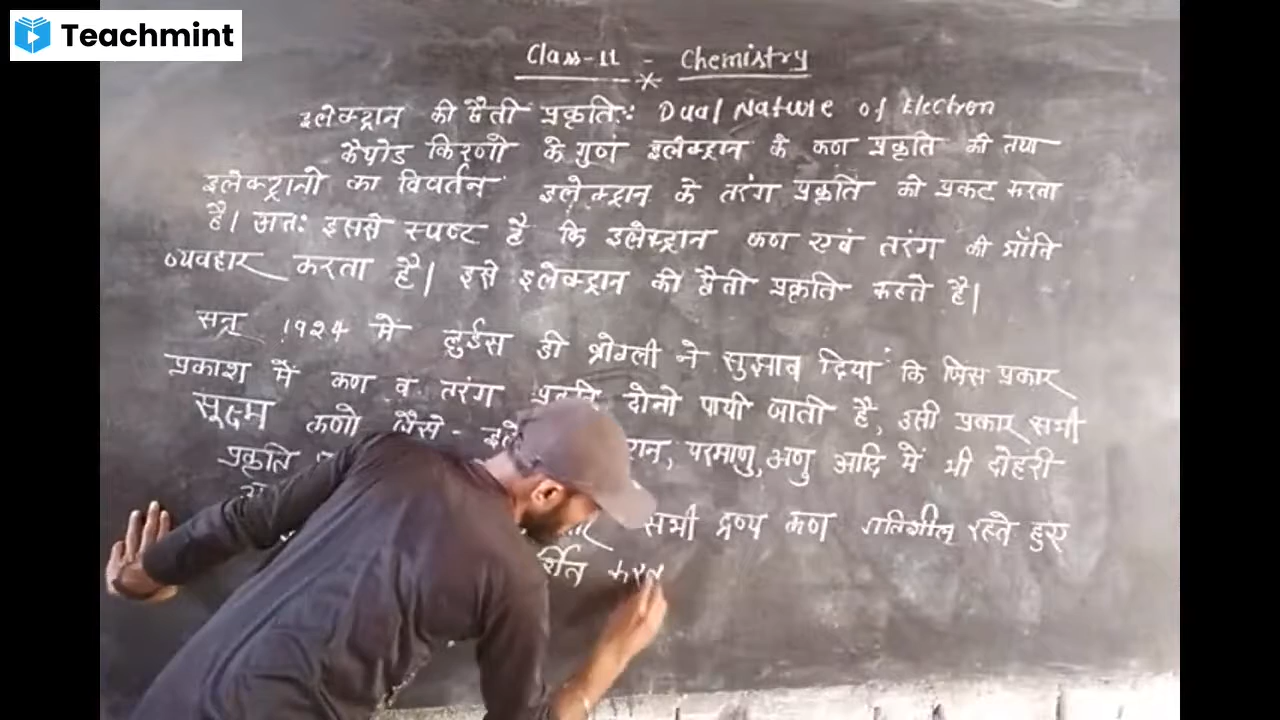 Teachmint
Class-11 - Chemistry
इलेक्ट्रान की द्वैती प्रकृति:: Dual Nature of Electron
कैथोड किरणो के गुण इलेक्ट्रान के कण प्रकृति की तथा
इलेक्ट्रानो का विवर्तन इलेक्ट्रान के तरंग प्रकृति को प्रकट करता
है। अतः इससे स्पष्ट है कि इलेक्ट्रान कण एवं तरंग की भाँति
व्यवहार करता है। इसे इलेक्ट्रान की द्वैती प्रकृति कहते है।
सन् 1924 में लुईस डी ब्रोग्ली ने सुझाव दिया कि जिस प्रकार
प्रकाश में कण व तरंग प्रकृति दोनो पायी जाती है, उसी प्रकार सभी
सूक्ष्म कणो जैसे - परमाणु, अणु आदि में भी दोहरी
प्रकृति
सभी द्रव्य कण गतिशील रहते हुए